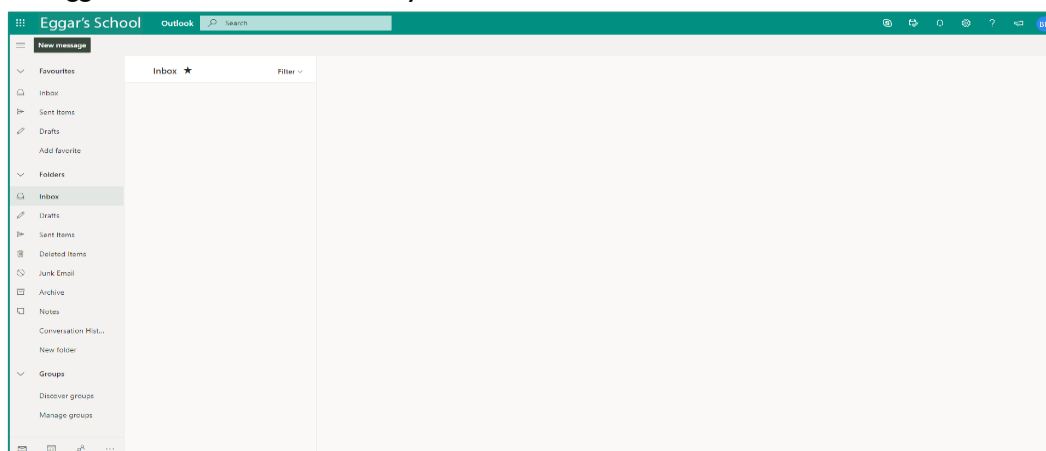 Eggar's School Outlook Search ?
New message
Favourites
Inbox ★ Filter
Inbox
Sent Items
Drafts
Add favorite
Folders
Inbox
Drafts
Sent Items
Deleted Items
Junk Email
Archive
Notes
Conversation Hist...
New folder
Groups
Discover groups
Manage groups